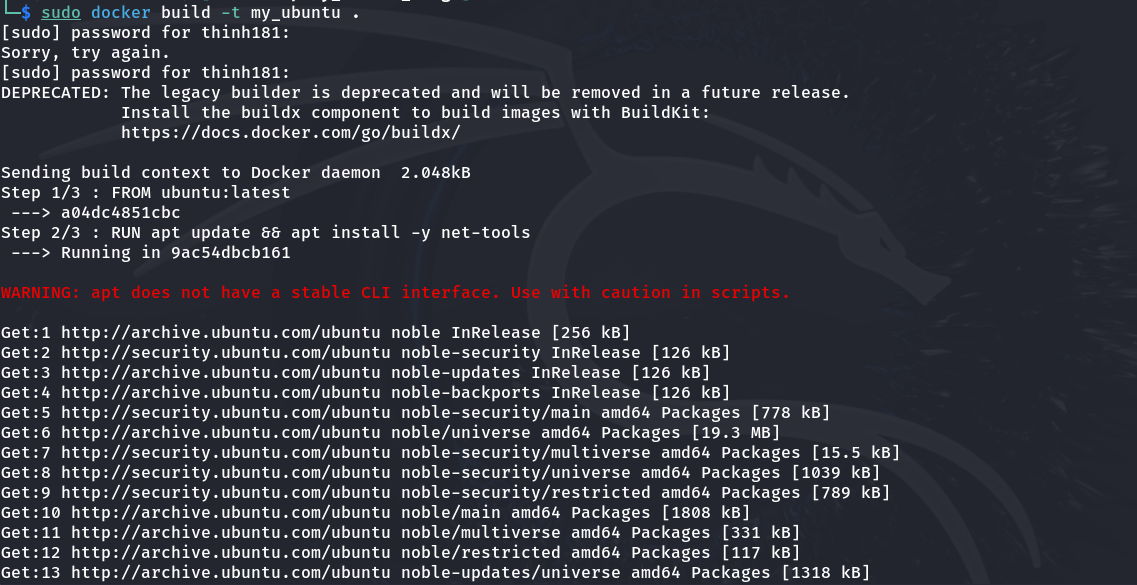 └─$ sudo docker build -t my_ubuntu .
[sudo] password for thinh181:
Sorry, try again.
[sudo] password for thinh181:
DEPRECATED: The legacy builder is deprecated and will be removed in a future release.
            Install the buildx component to build images with BuildKit:
            https://docs.docker.com/go/buildx/

Sending build context to Docker daemon  2.048kB
Step 1/3 : FROM ubuntu:latest
 ---> a04dc4851cbc
Step 2/3 : RUN apt update && apt install -y net-tools
 ---> Running in 9ac54dbcb161

WARNING: apt does not have a stable CLI interface. Use with caution in scripts.

Get:1 http://archive.ubuntu.com/ubuntu noble InRelease [256 kB]
Get:2 http://security.ubuntu.com/ubuntu noble-security InRelease [126 kB]
Get:3 http://archive.ubuntu.com/ubuntu noble-updates InRelease [126 kB]
Get:4 http://archive.ubuntu.com/ubuntu noble-backports InRelease [126 kB]
Get:5 http://security.ubuntu.com/ubuntu noble-security/main amd64 Packages [778 kB]
Get:6 http://archive.ubuntu.com/ubuntu noble/universe amd64 Packages [19.3 MB]
Get:7 http://security.ubuntu.com/ubuntu noble-security/multiverse amd64 Packages [15.5 kB]
Get:8 http://security.ubuntu.com/ubuntu noble-security/universe amd64 Packages [1039 kB]
Get:9 http://security.ubuntu.com/ubuntu noble-security/restricted amd64 Packages [789 kB]
Get:10 http://archive.ubuntu.com/ubuntu noble/main amd64 Packages [1808 kB]
Get:11 http://archive.ubuntu.com/ubuntu noble/multiverse amd64 Packages [331 kB]
Get:12 http://archive.ubuntu.com/ubuntu noble/restricted amd64 Packages [117 kB]
Get:13 http://archive.ubuntu.com/ubuntu noble-updates/universe amd64 Packages [1318 kB]